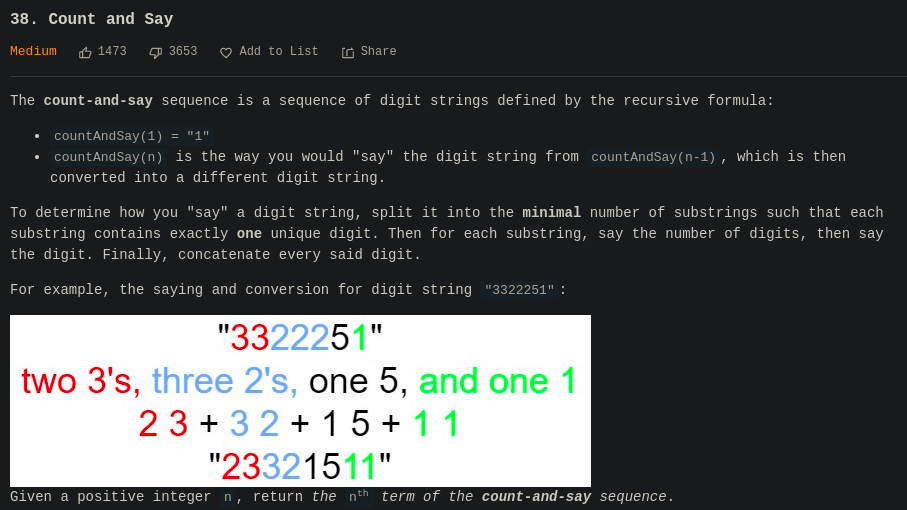 38. Count and Say
Medium 1473 3653 Add to List Share
The count-and-say sequence is a sequence of digit strings defined by the recursive formula:
• countAndSay(1) = "1"
• countAndSay(n) is the way you would "say" the digit string from countAndSay(n-1), which is then
converted into a different digit string.
To determine how you "say" a digit string, split it into the minimal number of substrings such that each
substring contains exactly one unique digit. Then for each substring, say the number of digits, then say
the digit. Finally, concatenate every said digit.
For example, the saying and conversion for digit string "3322251":
"3322251"
two 3's, three 2's, one 5, and one 1
2 3 + 3 2 + 1 5 + 1 1
"23321511"
Given a positive integer n, return the nth term of the count-and-say sequence.